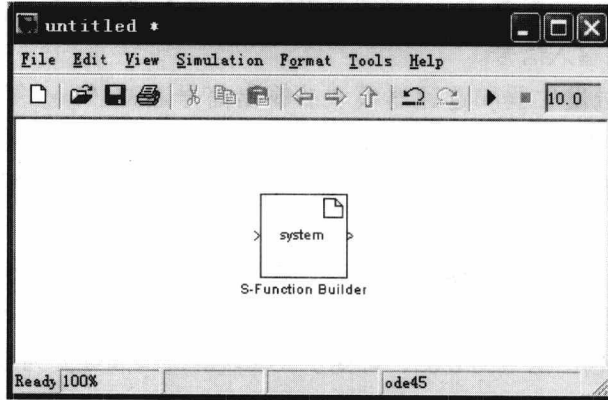 untitled *
File Edit View Simulation Format Tools Help
10.0
system
S-Function Builder
Ready 100% ode45